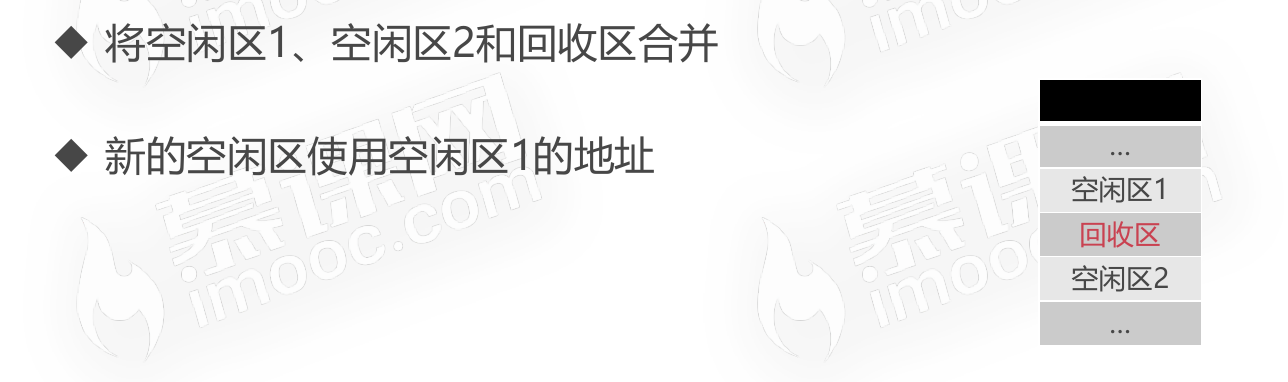 ◆ 将空闲区1、空闲区2和回收区合并
◆ 新的空闲区使用空闲区1的地址
...
空闲区1
回收区
空闲区2
...
慕课网
imooc.com
慕课网
imooc.com
imooc
imooc